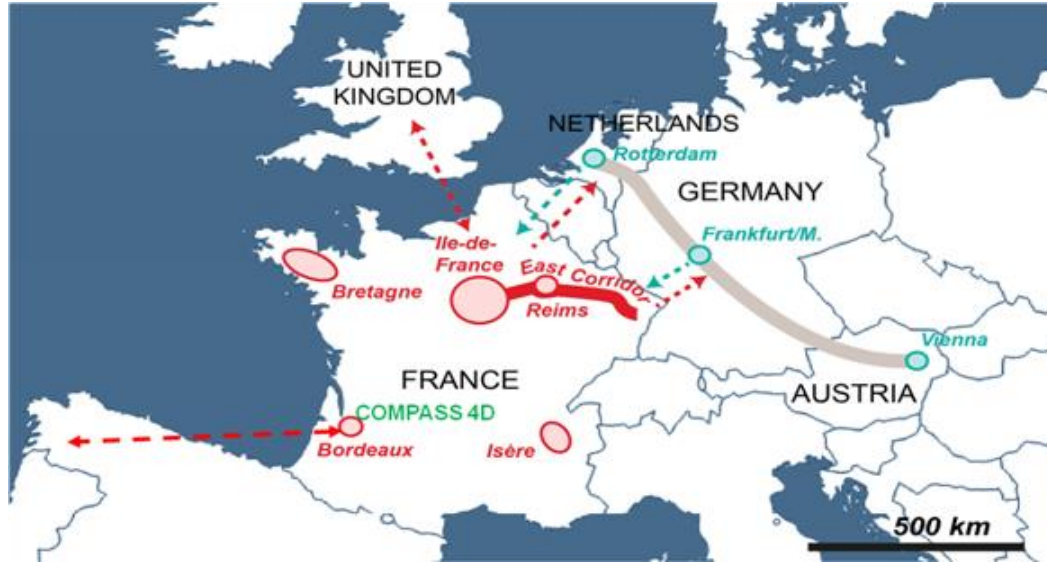 UNITED
KINGDOM
NETHERLANDS
Rotterdam
GERMANY
Ile-de-
France
Frankfurt/M.
East Corridor
Bretagne
Reims
Vienna
FRANCE
AUSTRIA
COMPASS 4D
Bordeaux
Isère
500 km